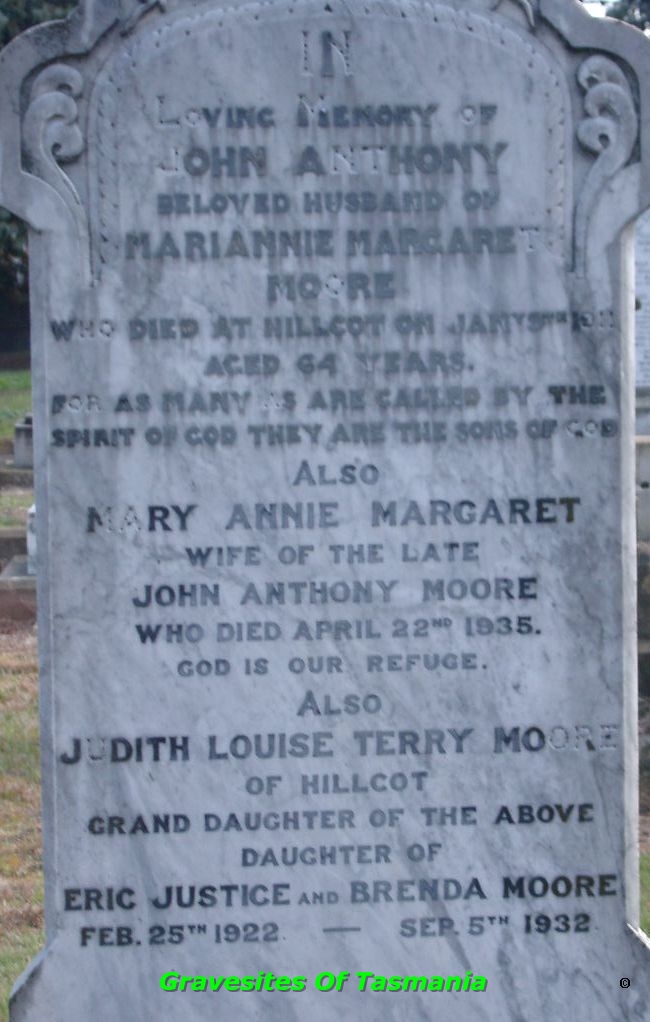 IN
LOVING MEMORY OF
JOHN ANTHONY
BELOVED HUSBAND OF
MARIANNIE MARGARET
MOORE
WHO DIED AT HILLCOT ON JANY 5TH 1911
AGED 64 YEARS.
FOR AS MANY AS ARE CALLED BY THE
SPIRIT OF GOD THEY ARE THE SONS OF GOD
ALSO
MARY ANNIE MARGARET
WIFE OF THE LATE
JOHN ANTHONY MOORE
WHO DIED APRIL 22ND 1935.
GOD IS OUR REFUGE.
ALSO
JUDITH LOUISE TERRY MOORE
OF HILLCOT
GRAND DAUGHTER OF THE ABOVE
DAUGHTER OF
ERIC JUSTICE AND BRENDA MOORE
FEB. 25TH 1922. — SEP. 5TH 1932.
Gravesites Of Tasmania ©